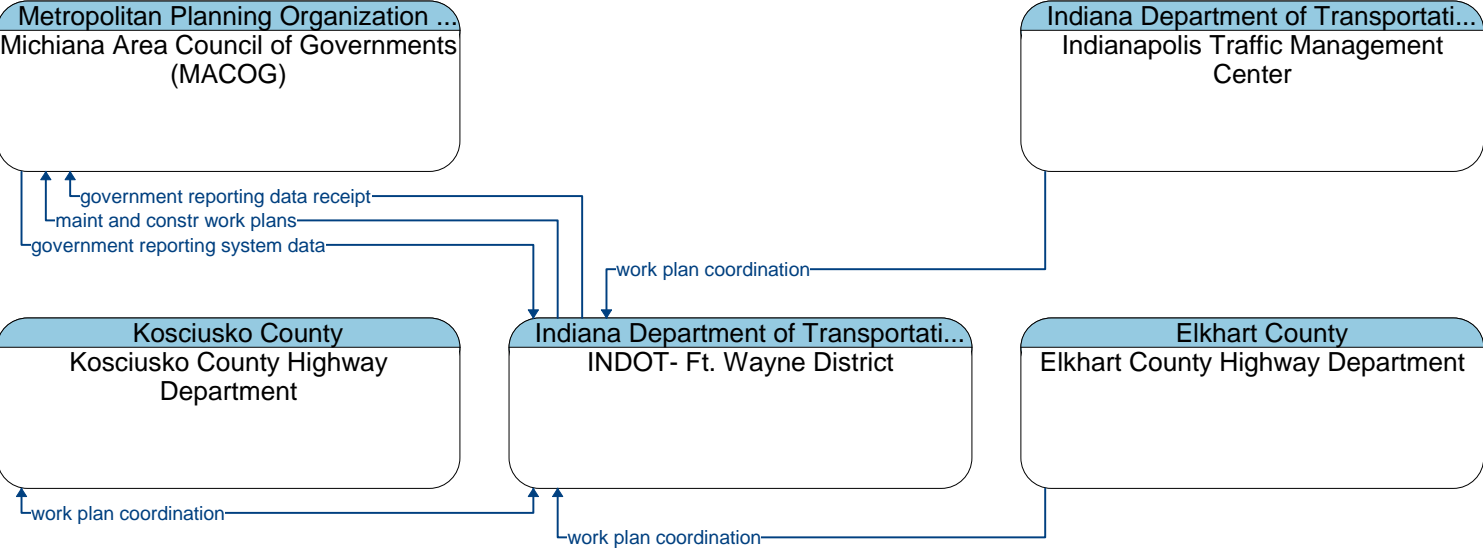 Metropolitan Planning Organization ...
Michiana Area Council of Governments
(MACOG)
Indiana Department of Transportati...
Indianapolis Traffic Management
Center
government reporting data receipt
maint and constr work plans
government reporting system data
work plan coordination
Kosciusko County
Kosciusko County Highway
Department
Indiana Department of Transportati...
INDOT- Ft. Wayne District
Elkhart County
Elkhart County Highway Department
work plan coordination
work plan coordination